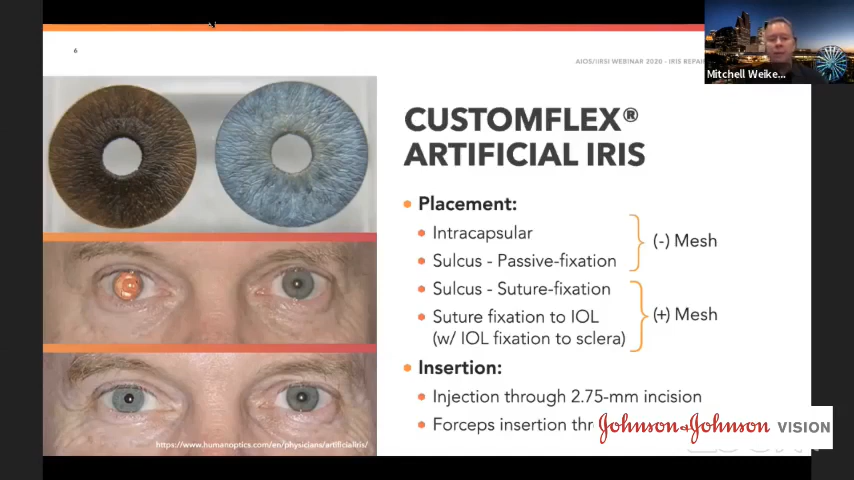 6
AIOS/IIRSI WEBINAR 2020 - IRIS REPAIR
Mitchell Weike...
CUSTOMFLEX®
ARTIFICIAL IRIS
Placement:
Intracapsular
Sulcus - Passive-fixation
(-) Mesh
Sulcus - Suture-fixation
Suture fixation to IOL
(w/ IOL fixation to sclera)
(+) Mesh
Insertion:
Injection through 2.75-mm incision
Forceps insertion thr
Johnson&Johnson VISION
https://www.humanoptics.com/en/physicians/artificialiris/